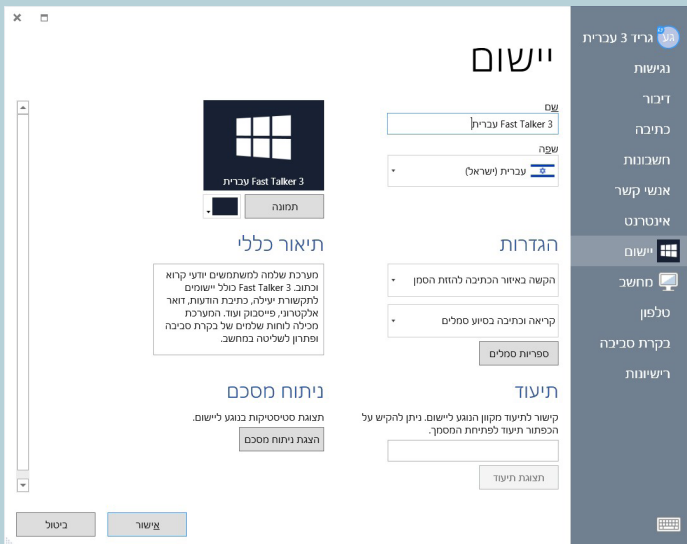 גע
גריד 3 עברית
נגישות
דיבור
כתיבה
חשבונות
אנשי קשר
אינטרנט
יישום
מחשב
טלפון
בקרת סביבה
רישיונות
יישום
שם
Fast Talker 3 עברית
שפה
עברית (ישראל)
Fast Talker 3 עברית
תמונה
הגדרות
הקשה באיזור הכתיבה להזזת הסמן
קריאה וכתיבה בסיוע סמלים
ספריות סמלים
תיאור כללי
מערכת שלמה למשתמשים יודעי קרוא
וכתוב. Fast Talker 3 כולל יישומים
לתקשורת יעילה, כתיבת הודעות, דואר
אלקטרוני, פייסבוק ועוד. המערכת
מכילה לוחות שלמים של בקרת סביבה
ופתרון לשליטה במחשב.
תיעוד
קישור לתיעוד מקוון הנוגע ליישום. ניתן להקיש על
הכפתור תיעוד לפתיחת המסמך.
תצוגת תיעוד
ניתוח מסכם
תצוגת סטיסטיקות בנוגע ליישום.
הצגת ניתוח מסכם
אישור
ביטול